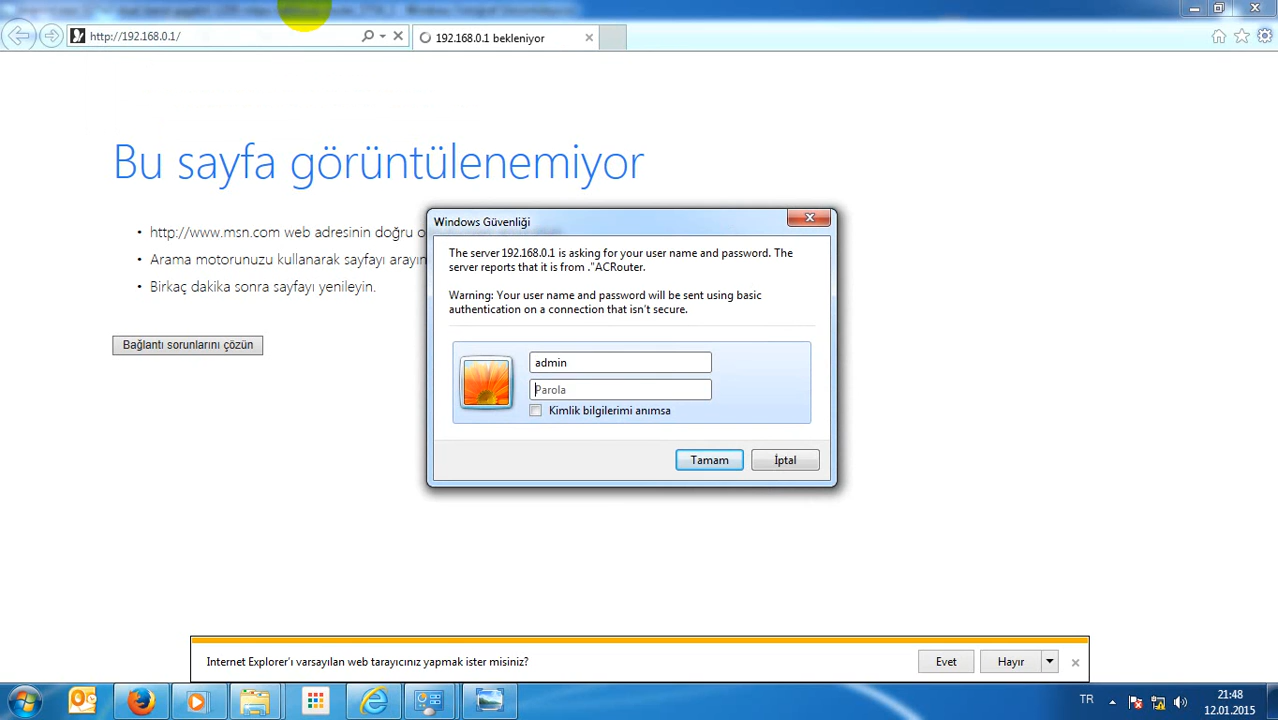 http://192.168.0.1/
192.168.0.1 bekleniyor
Bu sayfa görüntülenemiyor
• http://www.msn.com web adresinin doğru o
• Arama motorunuzu kullanarak sayfayı arayın
• Birkaç dakika sonra sayfayı yenileyin.
Bağlantı sorunlarını çözün
Windows Güvenliği
The server 192.168.0.1 is asking for your user name and password. The
server reports that it is from ."ACRouter.
Warning: Your user name and password will be sent using basic
authentication on a connection that isn't secure.
admin
Parola
Kimlik bilgilerimi anımsa
Tamam
İptal
Internet Explorer'ı varsayılan web tarayıcınız yapmak ister misiniz?
Evet
Hayır
TR
21:48
12.01.2015